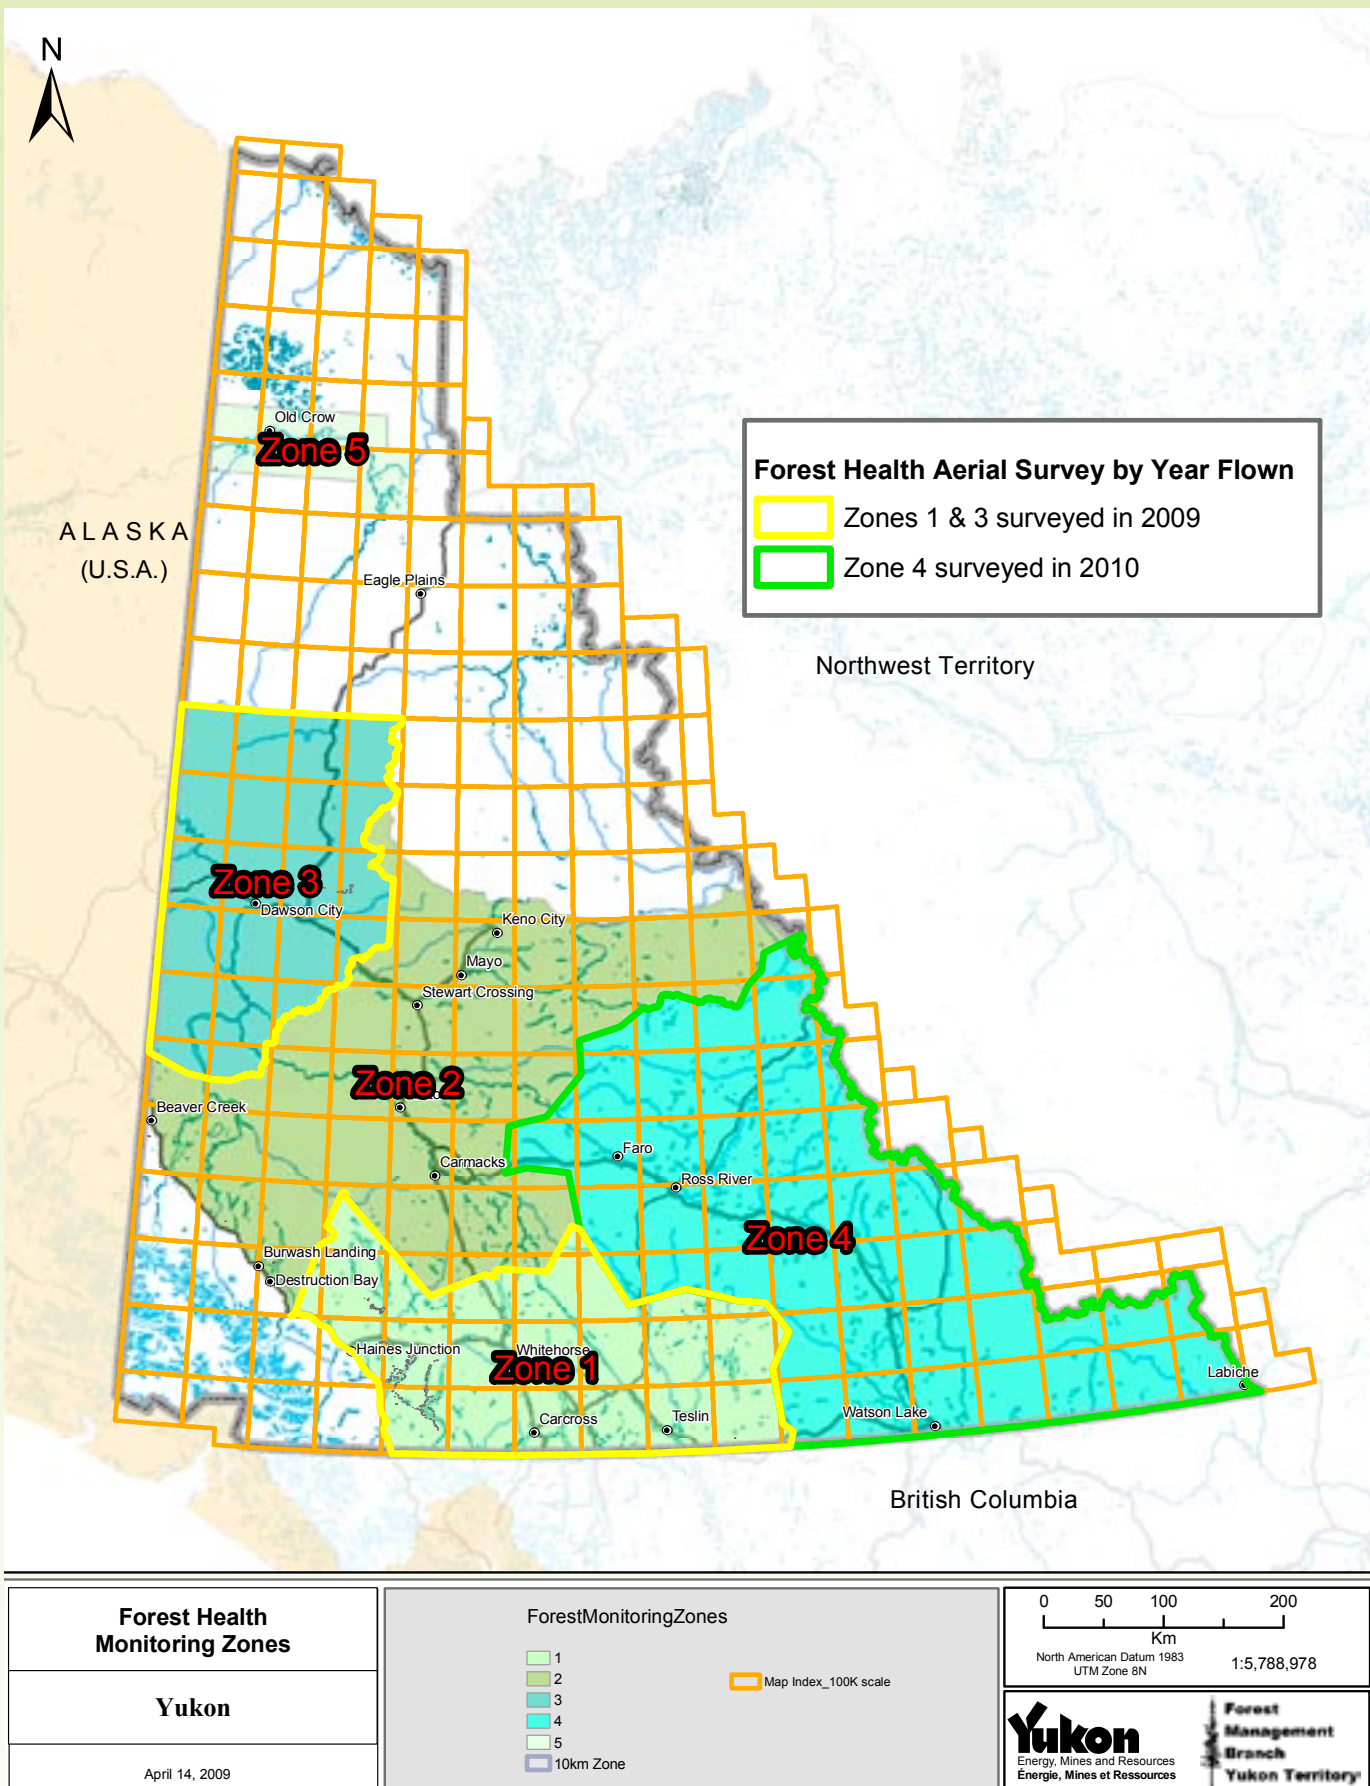 N
Old Crow
Zone 5
ALASKA
(U.S.A.)
Forest Health Aerial Survey by Year Flown
Zones 1 & 3 surveyed in 2009
Zone 4 surveyed in 2010
Eagle Plains
Northwest Territory
Zone 3
Dawson City
Keno City
Mayo
Stewart Crossing
Zone 2
Beaver Creek
Carmacks
Faro
Ross River
Zone 4
Burwash Landing
Destruction Bay
Haines Junction
Whitehorse
Zone 1
Carcross
Teslin
Watson Lake
Labiche
British Columbia
Forest Health
Monitoring Zones
Yukon
April 14, 2009
ForestMonitoringZones
1
2
3
4
5
10km Zone
Map Index_100K scale
0 50 100 200
Km
North American Datum 1983
UTM Zone 8N
1:5,788,978
Yukon
Energy, Mines and Resources
Énergie, Mines et Ressources
Forest
Management
Branch
Yukon Territory